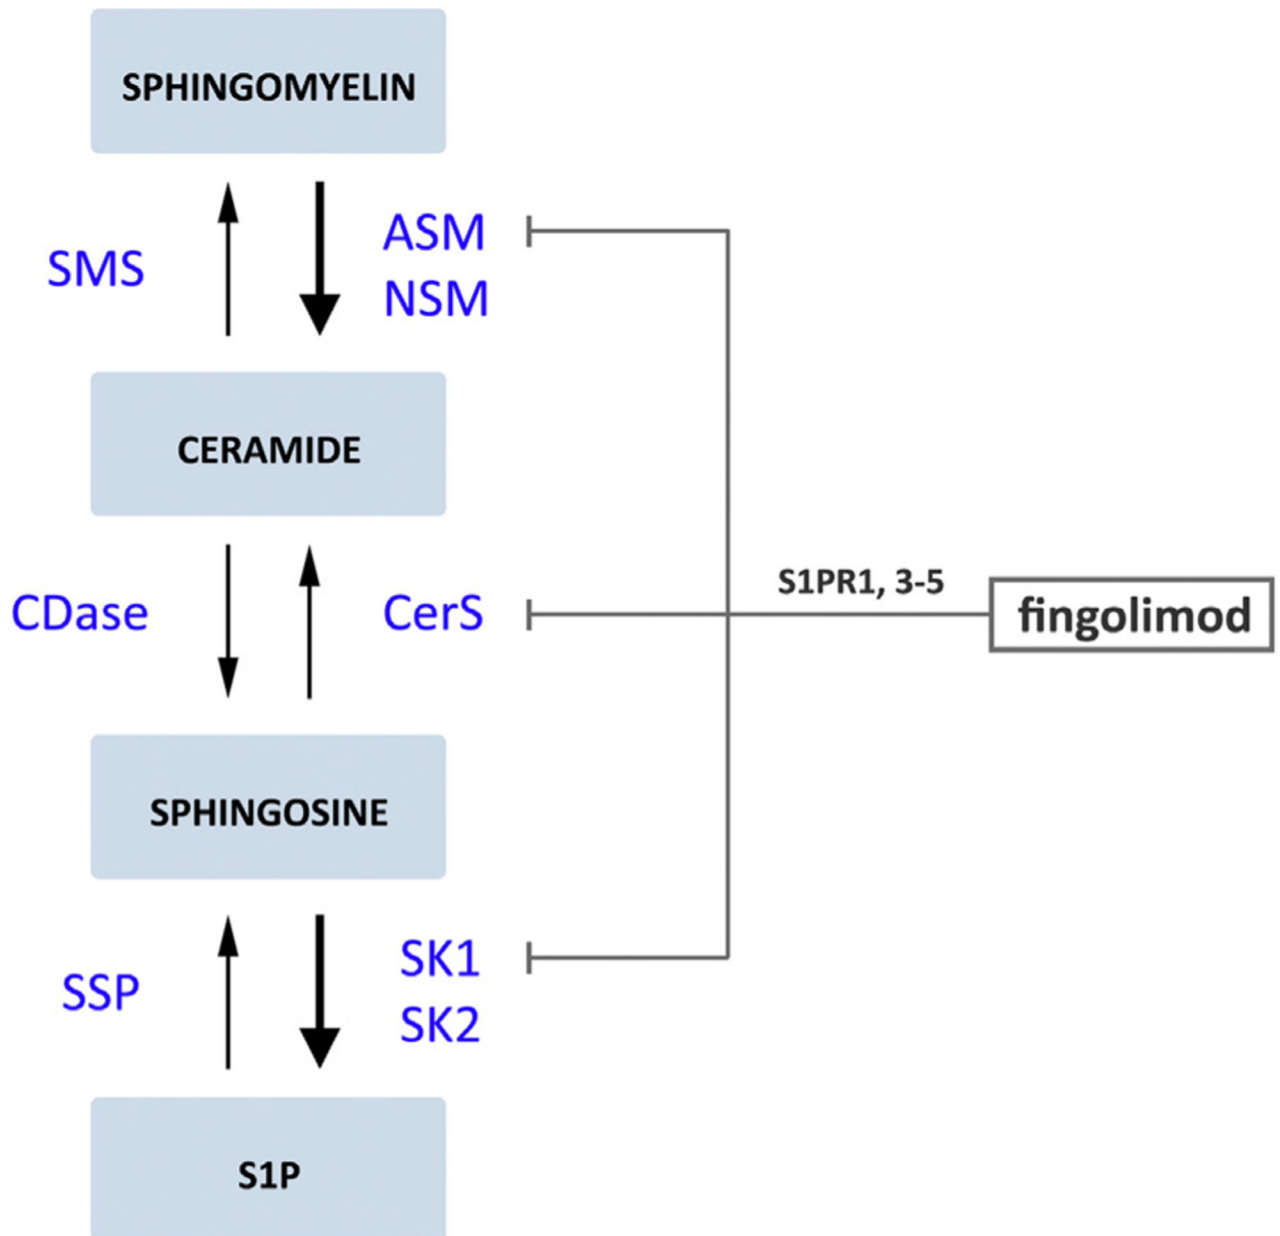 SPHINGOMYELIN
SMS
ASM
NSM
CERAMIDE
CDase
CerS
S1PR1, 3-5
fingolimod
SPHINGOSINE
SSP
SK1
SK2
S1P